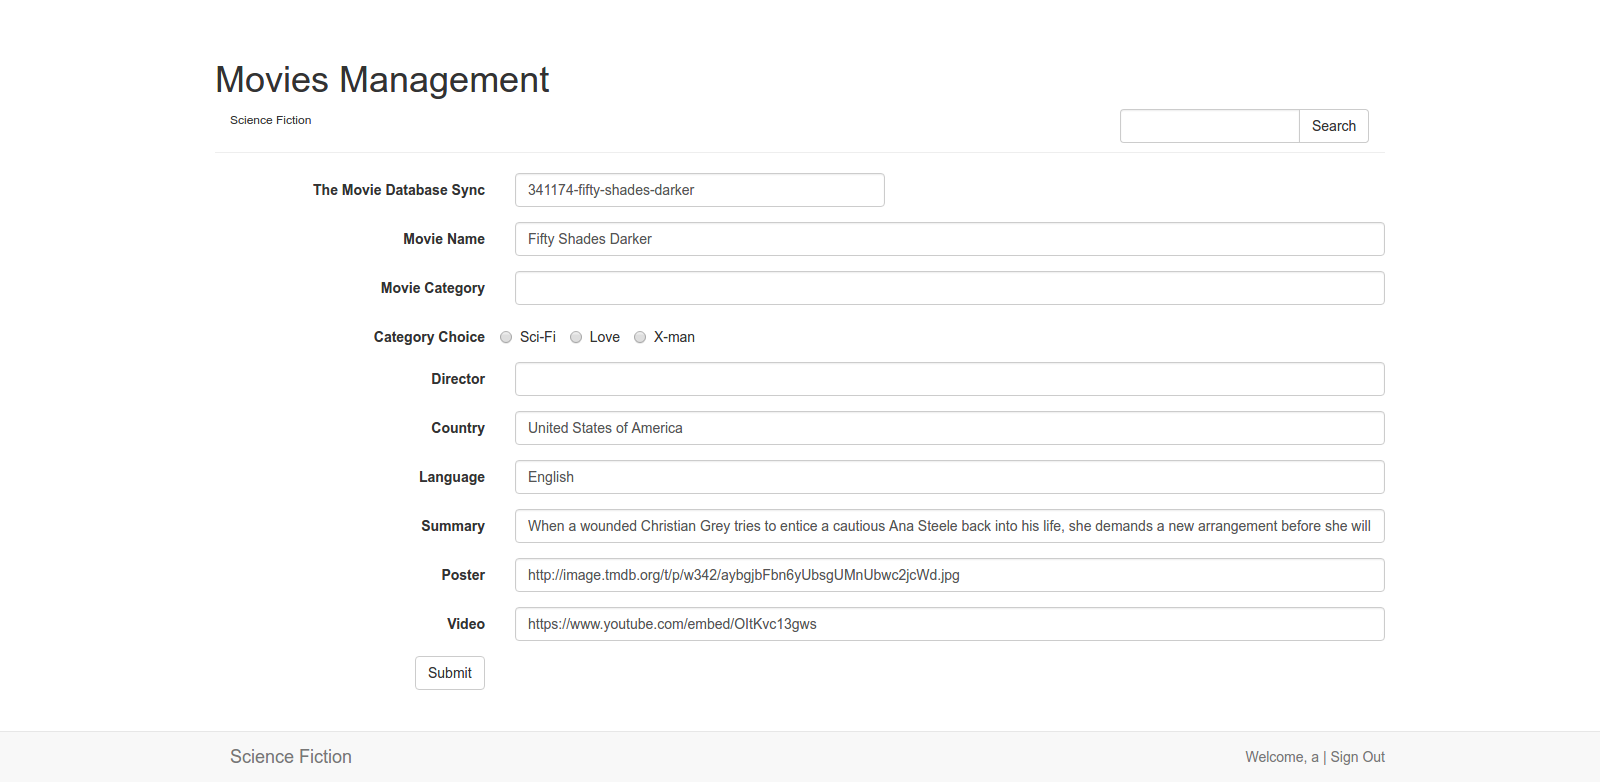 Movies Management
Science Fiction
Search
The Movie Database Sync 341174-fifty-shades-darker
Movie Name Fifty Shades Darker
Movie Category
Category Choice Sci-Fi Love X-man
Director
Country United States of America
Language English
Summary When a wounded Christian Grey tries to entice a cautious Ana Steele back into his life, she demands a new arrangement before she will
Poster http://image.tmdb.org/t/p/w342/aybgjbFbn6yUbsgUMnUbwc2jcWd.jpg
Video https://www.youtube.com/embed/OItKvc13gws
Submit
Science Fiction Welcome, a | Sign Out